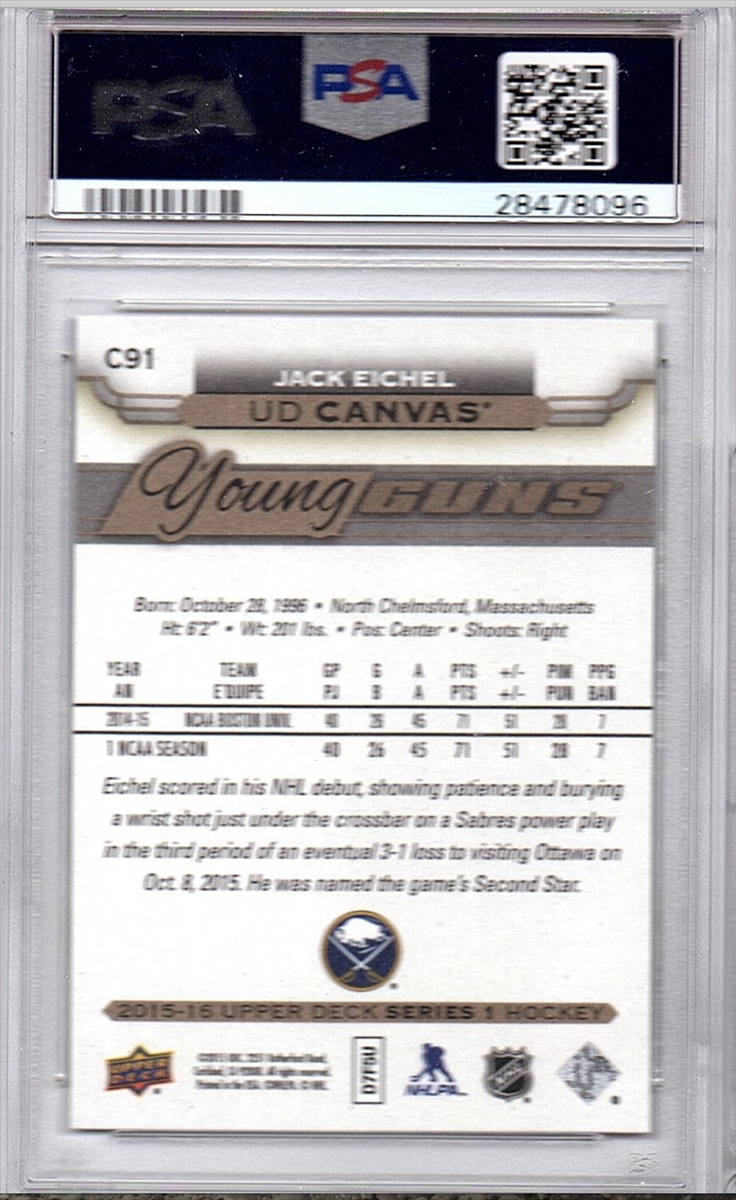 PSA
PSA
28478096
C91
JACK EICHEL
UD CANVAS
Young GUNS
Born: October 28, 1996 • North Chelmsford, Massachusetts
Ht: 6'2" • Wt: 201 lbs. • Pos: Center • Shoots: Right
YEAR TEAM GP G A PTS +/- PIM PPG
AN ÉQUIPE PJ B A PTS +/- PUN BAN
2014-15 NCAA BOSTON UNIV. 40 26 45 71 51 28 7
1 NCAA SEASON 40 26 45 71 51 28 7
Eichel scored in his NHL debut, showing patience and burying
a wrist shot just under the crossbar on a Sabres power play
in the third period of an eventual 3-1 loss to visiting Ottawa on
Oct. 8, 2015. He was named the game's Second Star.
2015-16 UPPER DECK SERIES 1 HOCKEY
UPPER DECK
NHLPA
NHL